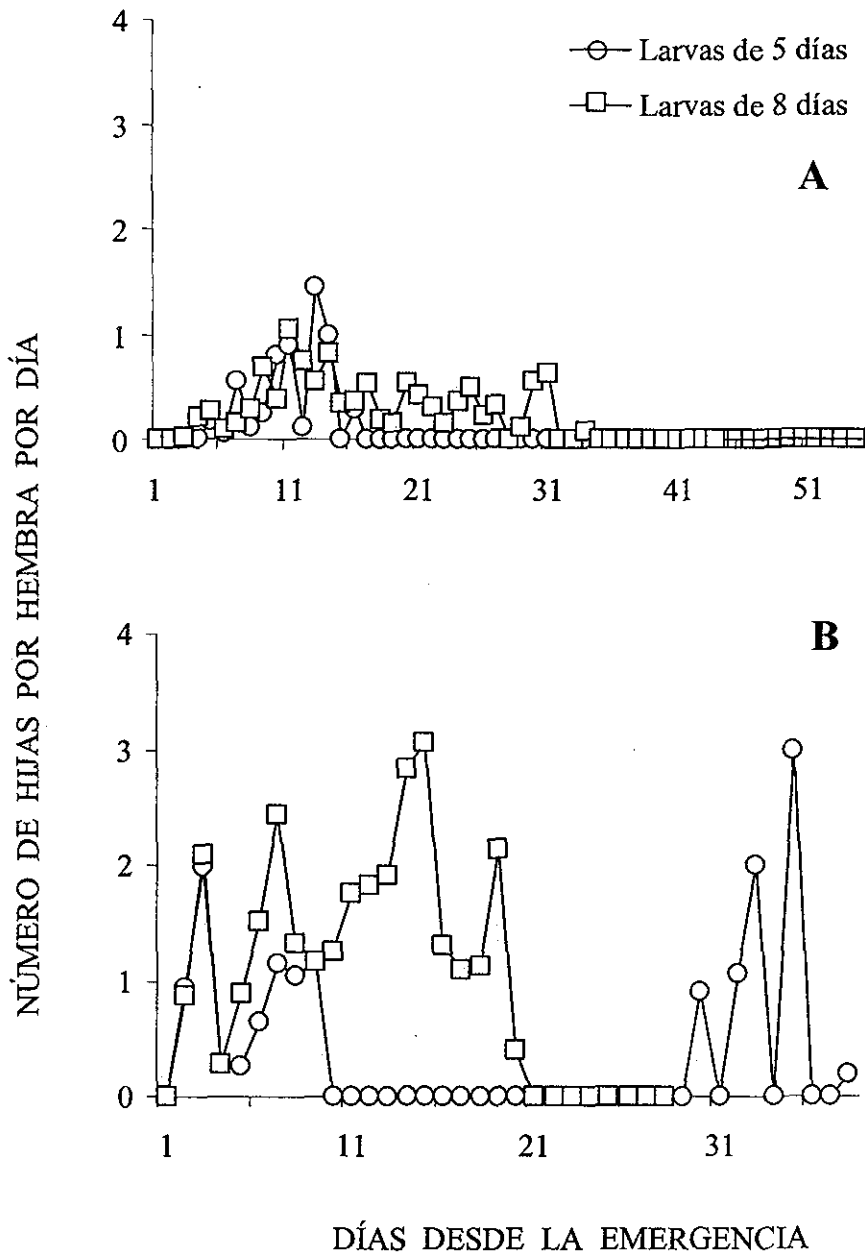 NÚMERO DE HIJAS POR HEMBRA POR DÍA
4
3
2
1
0
Larvas de 5 días
Larvas de 8 días
A
1 11 21 31 41 51
4
3
2
1
0
B
1 11 21 31
DÍAS DESDE LA EMERGENCIA